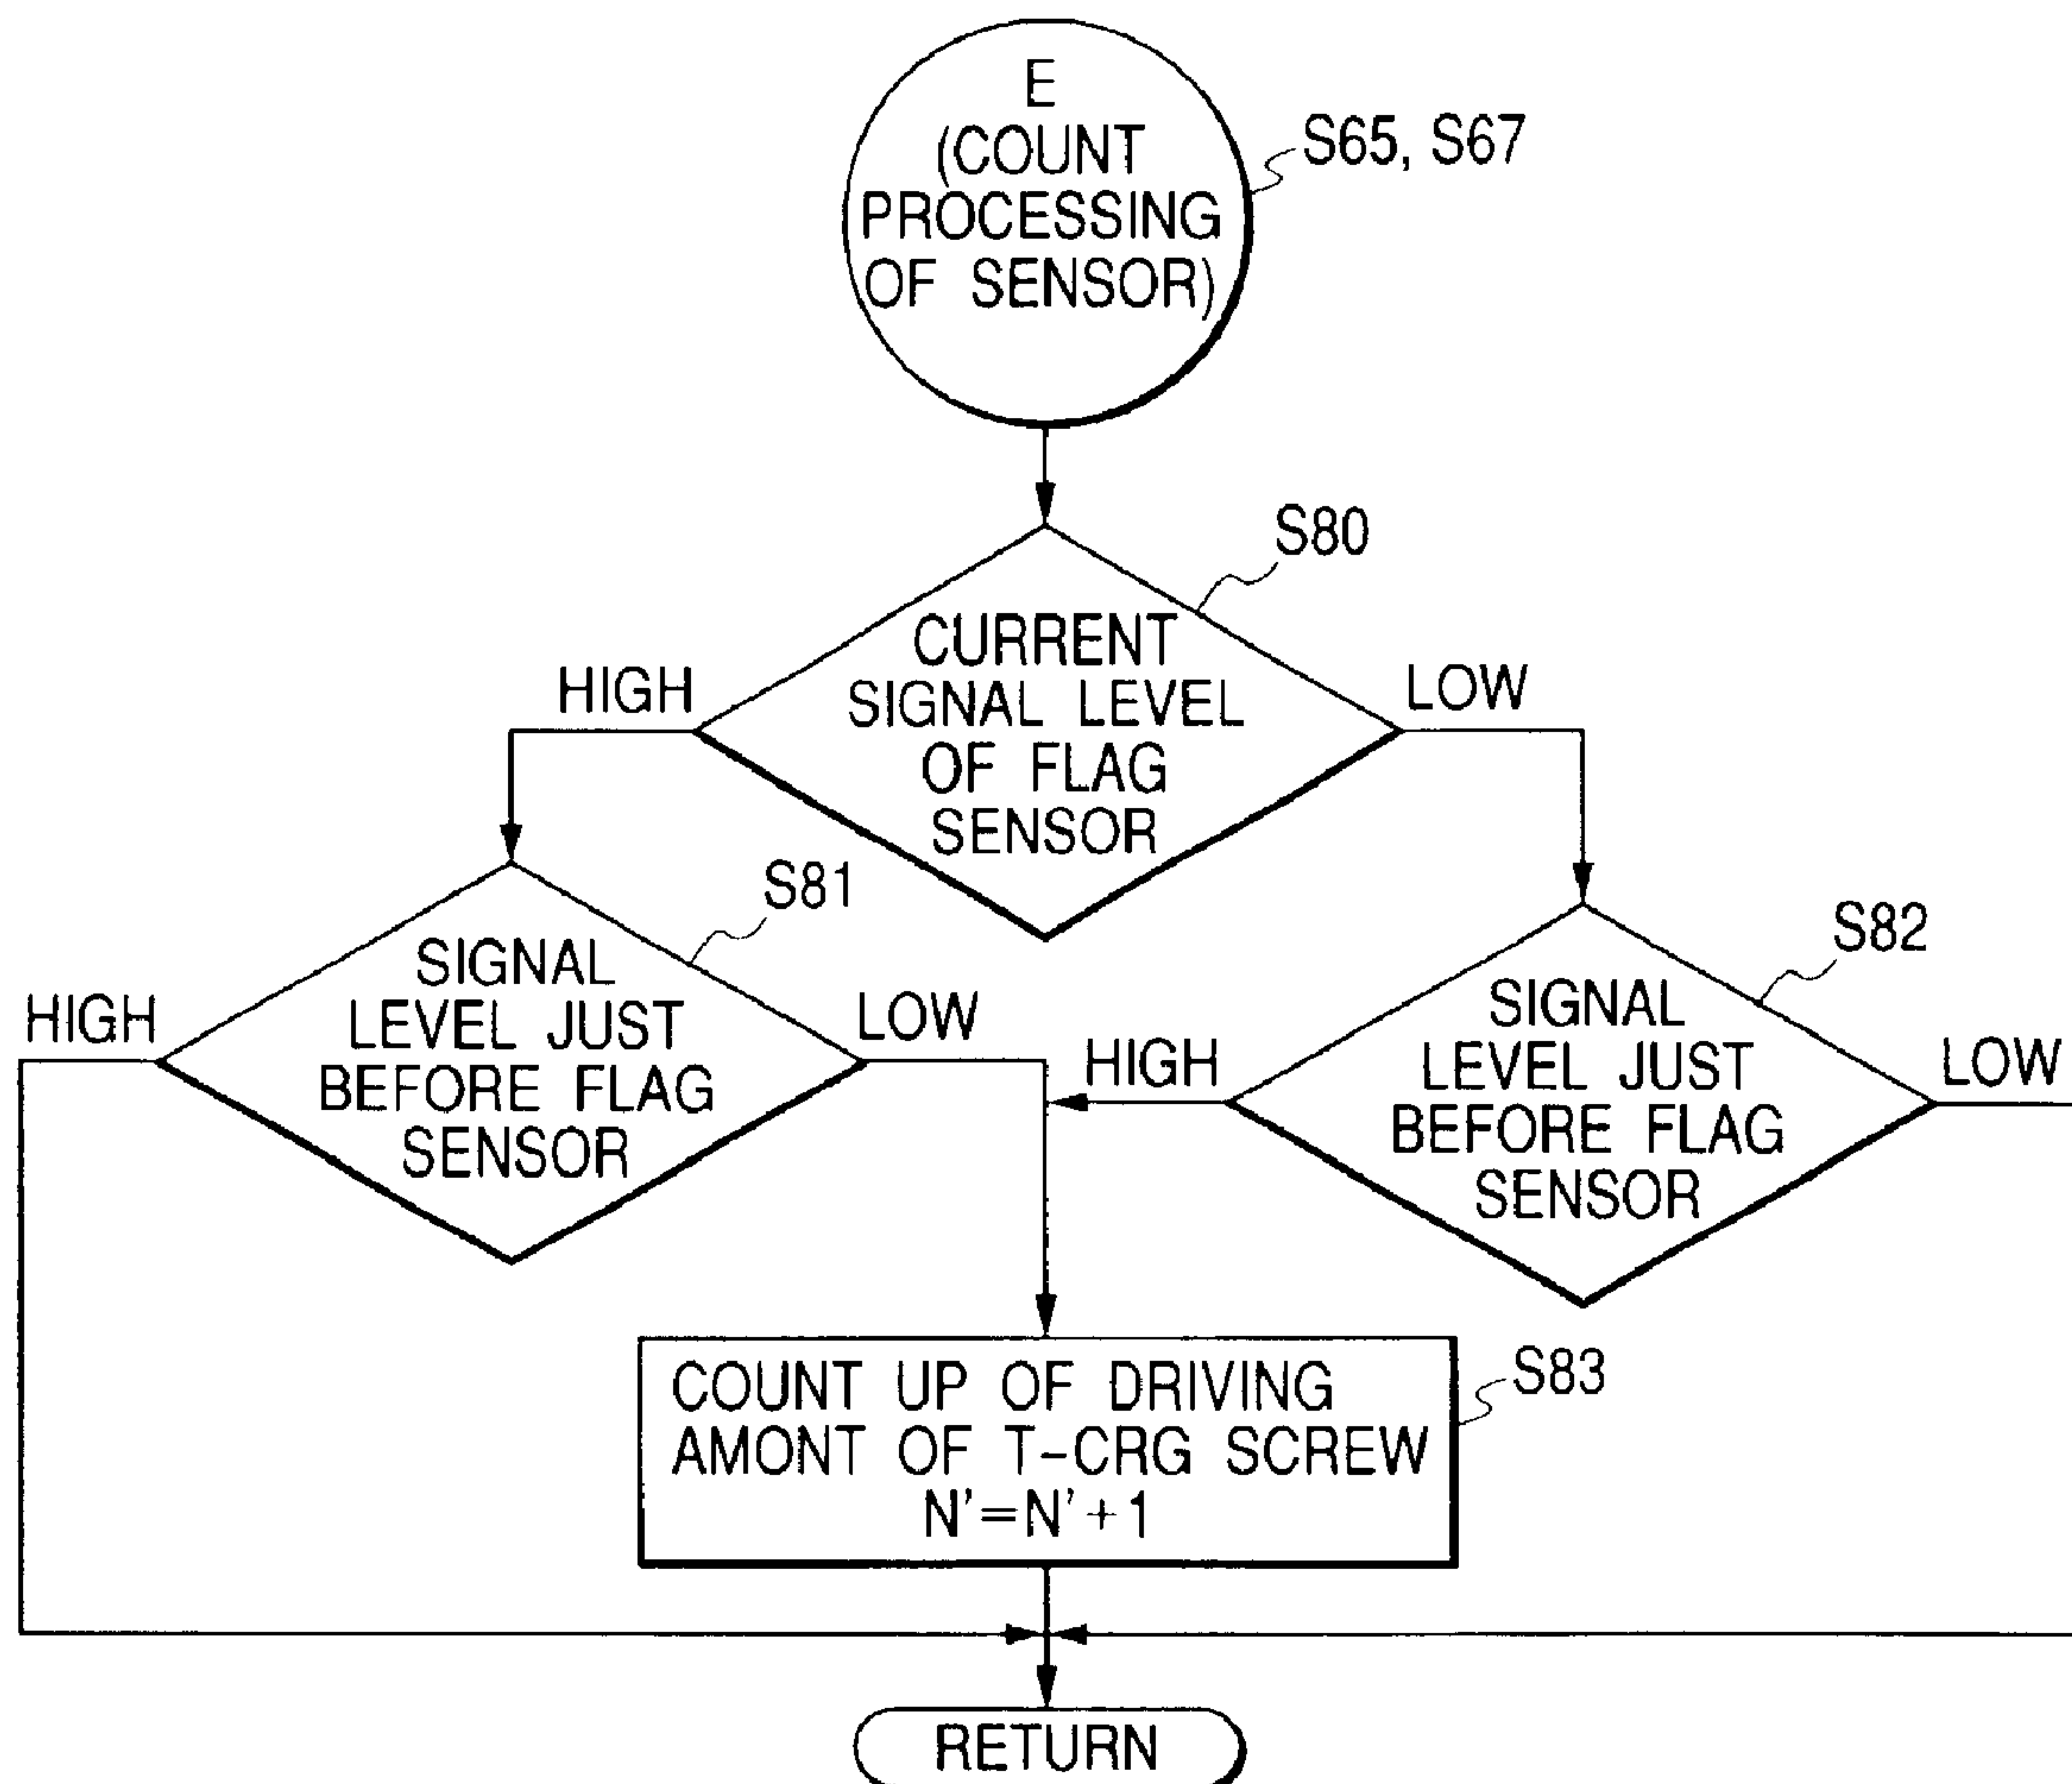 E
(COUNT
PROCESSING
OF SENSOR)
S65, S67
S80
CURRENT
SIGNAL LEVEL
OF FLAG
SENSOR
HIGH
LOW
S81
SIGNAL
LEVEL JUST
BEFORE FLAG
SENSOR
HIGH
LOW
S82
SIGNAL
LEVEL JUST
BEFORE FLAG
SENSOR
HIGH
LOW
COUNT UP OF DRIVING
AMONT OF T-CRG SCREW
N'=N'+1
S83
RETURN